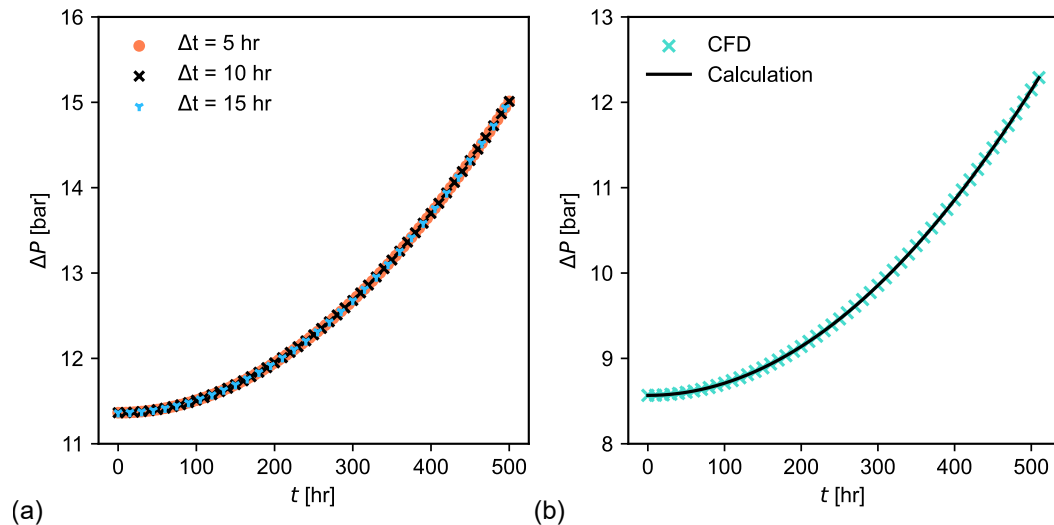 16
15
14
13
12
11
ΔP [bar]
Δt = 5 hr
Δt = 10 hr
Δt = 15 hr
0 100 200 300 400 500
t [hr]
(a)
13
12
11
10
9
8
ΔP [bar]
CFD
Calculation
0 100 200 300 400 500
t [hr]
(b)